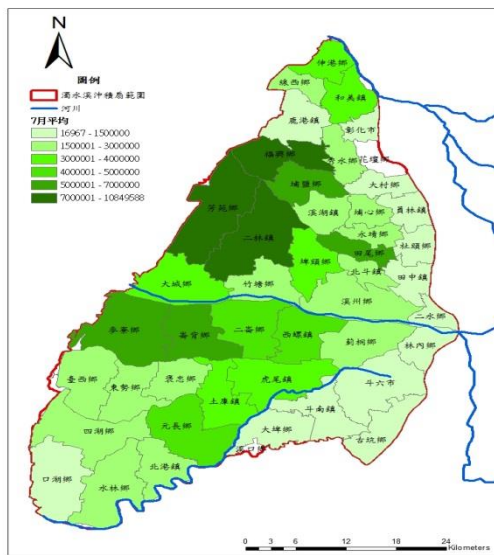 N
圖例
濁水溪沖積扇範圍
河川
7月平均
16967 - 1500000
1500001 - 3000000
3000001 - 4000000
4000001 - 5000000
5000001 - 7000000
7000001 - 10849588
伸港鄉
線西鄉
和美鎮
鹿港鎮
彰化市
福興鄉
秀水鄉
花壇鄉
埔鹽鄉
大村鄉
芳苑鄉
溪湖鎮
埔心鄉
員林鎮
二林鎮
永靖鄉
社頭鄉
埤頭鄉
田尾鄉
北斗鎮
田中鎮
大城鄉
竹塘鄉
溪州鄉
二水鄉
麥寮鄉
崙背鄉
二崙鄉
西螺鎮
莿桐鄉
林內鄉
臺西鄉
東勢鄉
褒忠鄉
虎尾鎮
土庫鎮
斗六市
四湖鄉
元長鄉
斗南鎮
大埤鄉
古坑鄉
口湖鄉
水林鄉
北港鎮
溪口鄉
0 3 6 12 18 24
Kilometers